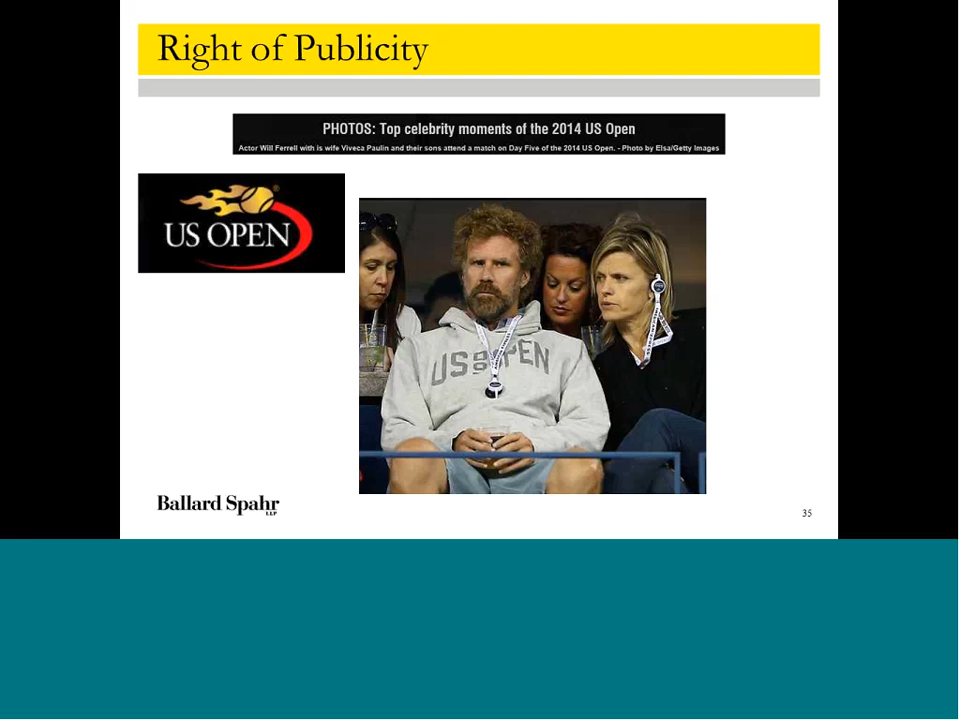 Right of Publicity
PHOTOS: Top celebrity moments of the 2014 US Open
Actor Will Ferrell with is wife Viveca Paulin and their sons attend a match on Day Five of the 2014 US Open. - Photo by Elsa/Getty Images
US OPEN
®
US OPEN
Ballard Spahr
LLP
35